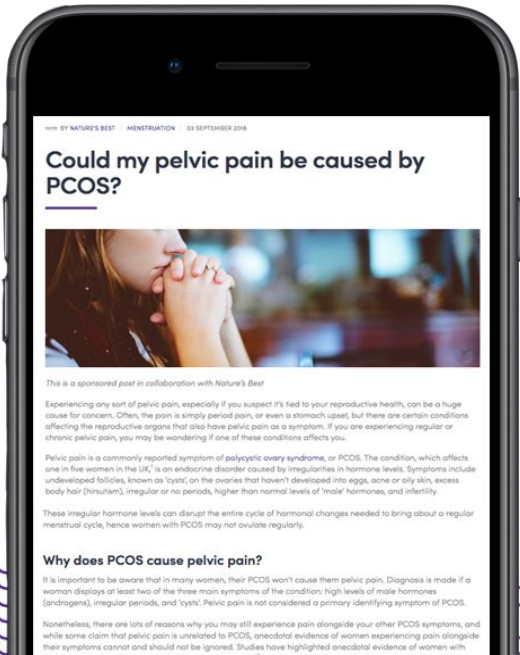 BY NATURE'S BEST | MENSTRUATION | 03 SEPTEMBER 2018
Could my pelvic pain be caused by
PCOS?
This is a sponsored post in collaboration with Nature's Best
Experiencing any sort of pelvic pain, especially if you suspect it's tied to your reproductive health, can be a huge
cause for concern. Often, the pain is simply period pain, or even a stomach upset, but there are certain conditions
affecting the reproductive organs that also have pelvic pain as a symptom. If you are experiencing regular or
chronic pelvic pain, you may be wondering if one of these conditions affects you.
Pelvic pain is a commonly reported symptom of polycystic ovary syndrome, or PCOS. The condition, which affects
one in five women in the UK,¹ is an endocrine disorder caused by irregularities in hormone levels. Symptoms include
undeveloped follicles, known as 'cysts', on the ovaries that haven't developed into eggs, acne or oily skin, excess
body hair (hirsutism), irregular or no periods, higher than normal levels of 'male' hormones, and infertility.
These irregular hormone levels can disrupt the entire cycle of hormonal changes needed to bring about a regular
menstrual cycle, hence women with PCOS may not ovulate regularly.
Why does PCOS cause pelvic pain?
It is important to be aware that in many women, their PCOS won't cause them pelvic pain. Diagnosis is made if a
woman displays at least two of the three main symptoms of the condition: high levels of male hormones
(androgens), irregular periods, and 'cysts'. Pelvic pain is not considered a primary identifying symptom of PCOS.
Nonetheless, there are lots of reasons why you may still experience pain alongside your other PCOS symptoms, and
while some claim that pelvic pain is unrelated to PCOS, anecdotal evidence of women experiencing pain alongside
their symptoms cannot and should not be ignored. Studies have highlighted anecdotal evidence of women with